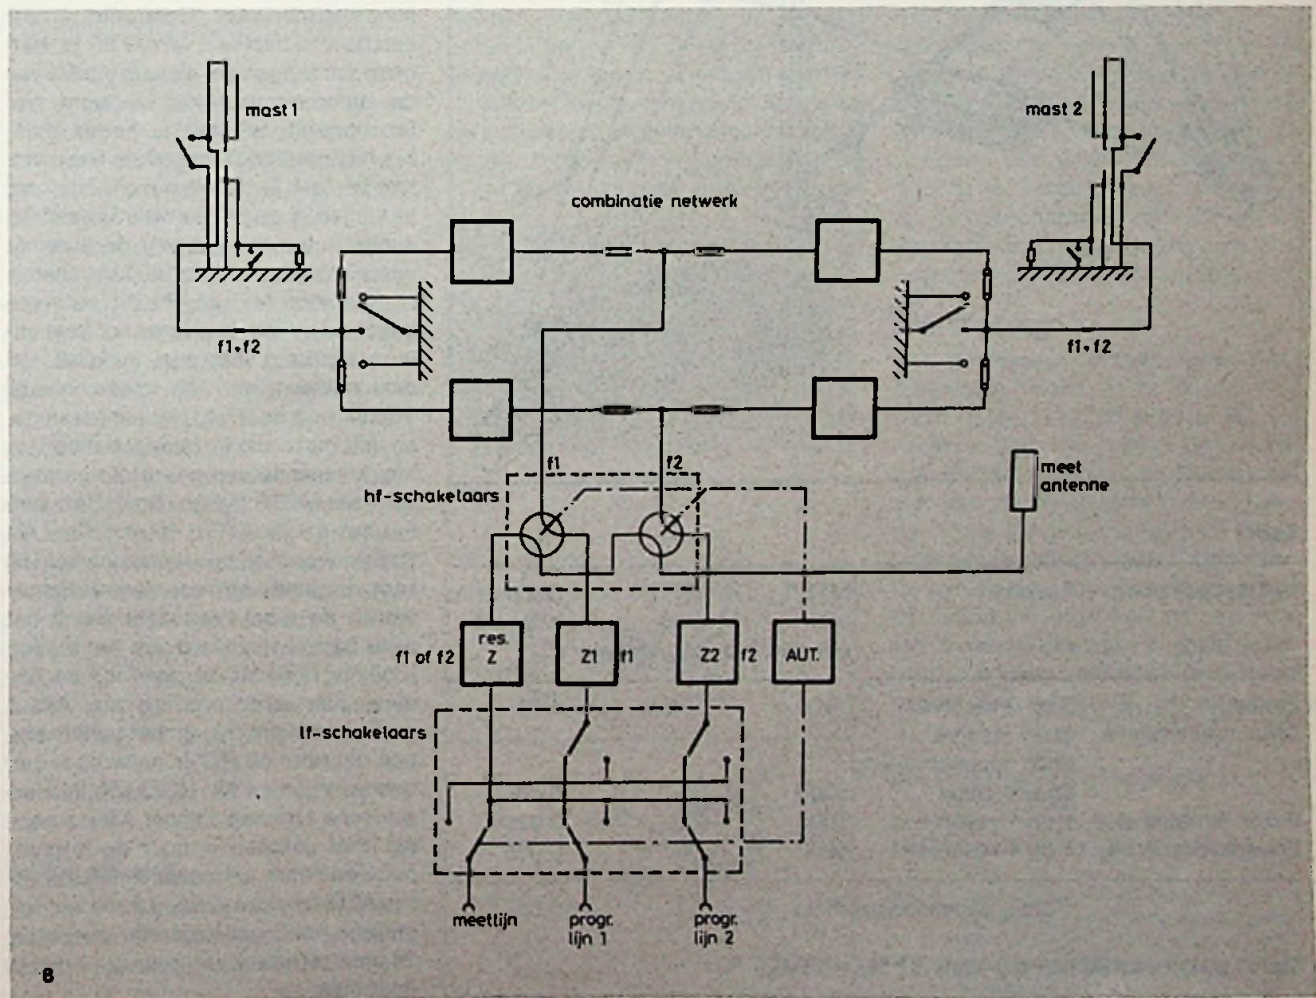 mast 1
mast 2
combinatie netwerk
f1+f2
f1+f2
f1
f2
hf-schakelaars
meet
antenne
f1 of f2
res.
Z
Z1
f1
Z2
f2
AUT.
lf-schakelaars
meetlijn
progr.
lijn 1
progr.
lijn 2
8